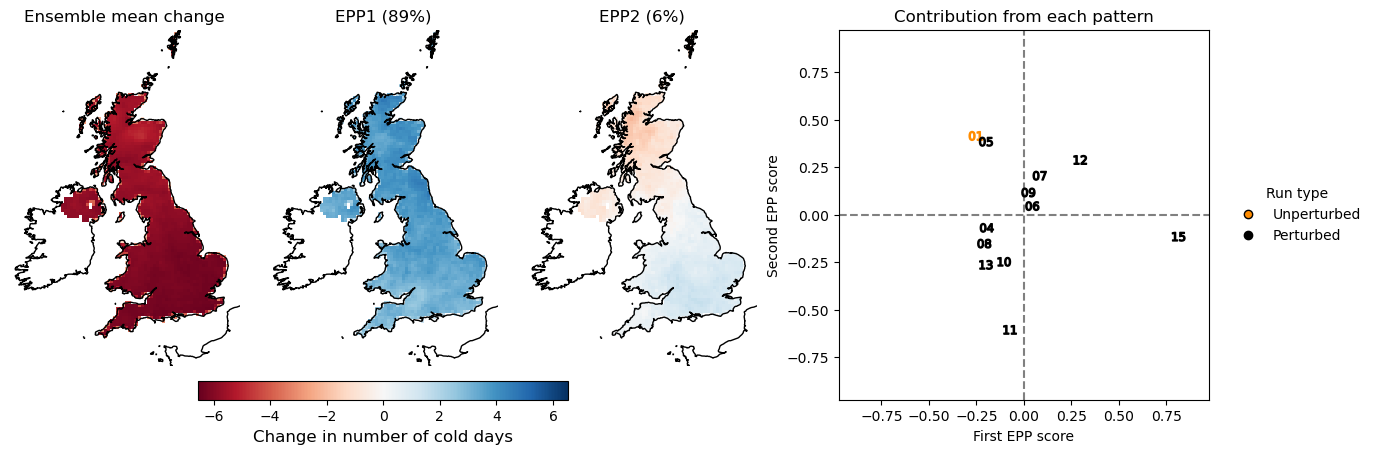 Ensemble mean change
EPP1 (89%)
EPP2 (6%)
Contribution from each pattern
−6 −4 −2 0 2 4 6
Change in number of cold days
Second EPP score
0.75
0.50
0.25
0.00
−0.25
−0.50
−0.75
01
05
12
07
09
06
04
15
08
10
13
11
−0.75 −0.50 −0.25 0.00 0.25 0.50 0.75
First EPP score
Run type
Unperturbed
Perturbed